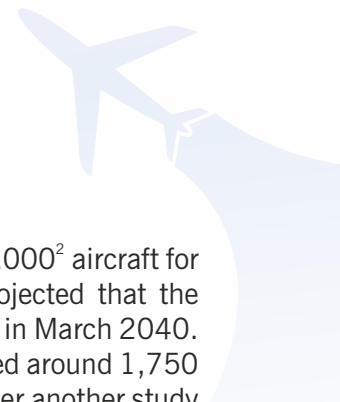 000² aircraft for
ojected that the
in March 2040.
ed around 1,750
er another study